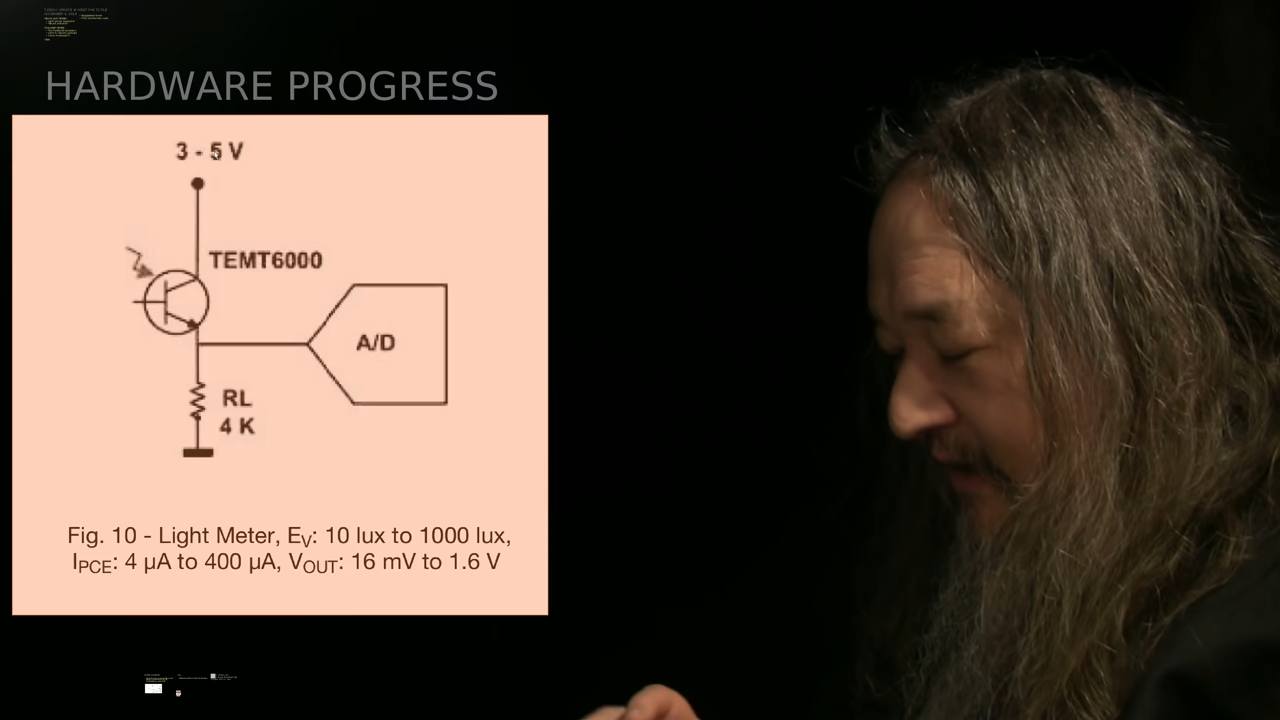 HARDWARE PROGRESS
3 - 5 V
TEMT6000
A/D
RL
4 K
Fig. 10 - Light Meter, EV: 10 lux to 1000 lux,
IPCE: 4 µA to 400 µA, VOUT: 16 mV to 1.6 V